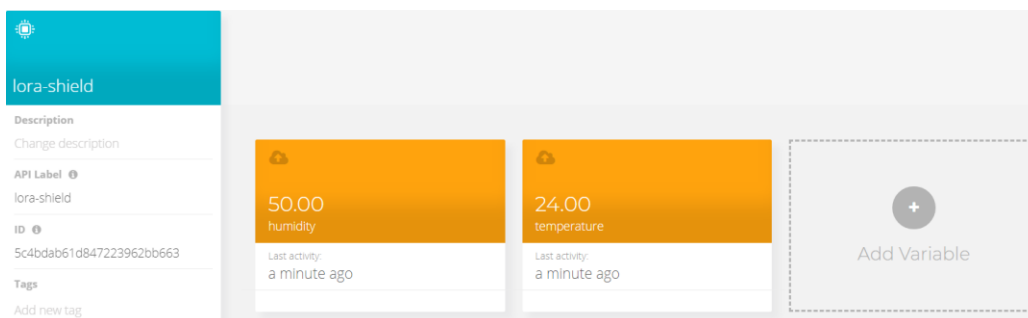 lora-shield
Description
Change description
API Label
lora-shield
ID
5c4bdab61d847223962bb663
Tags
Add new tag
50.00
humidity
Last activity:
a minute ago
24.00
temperature
Last activity:
a minute ago
Add Variable